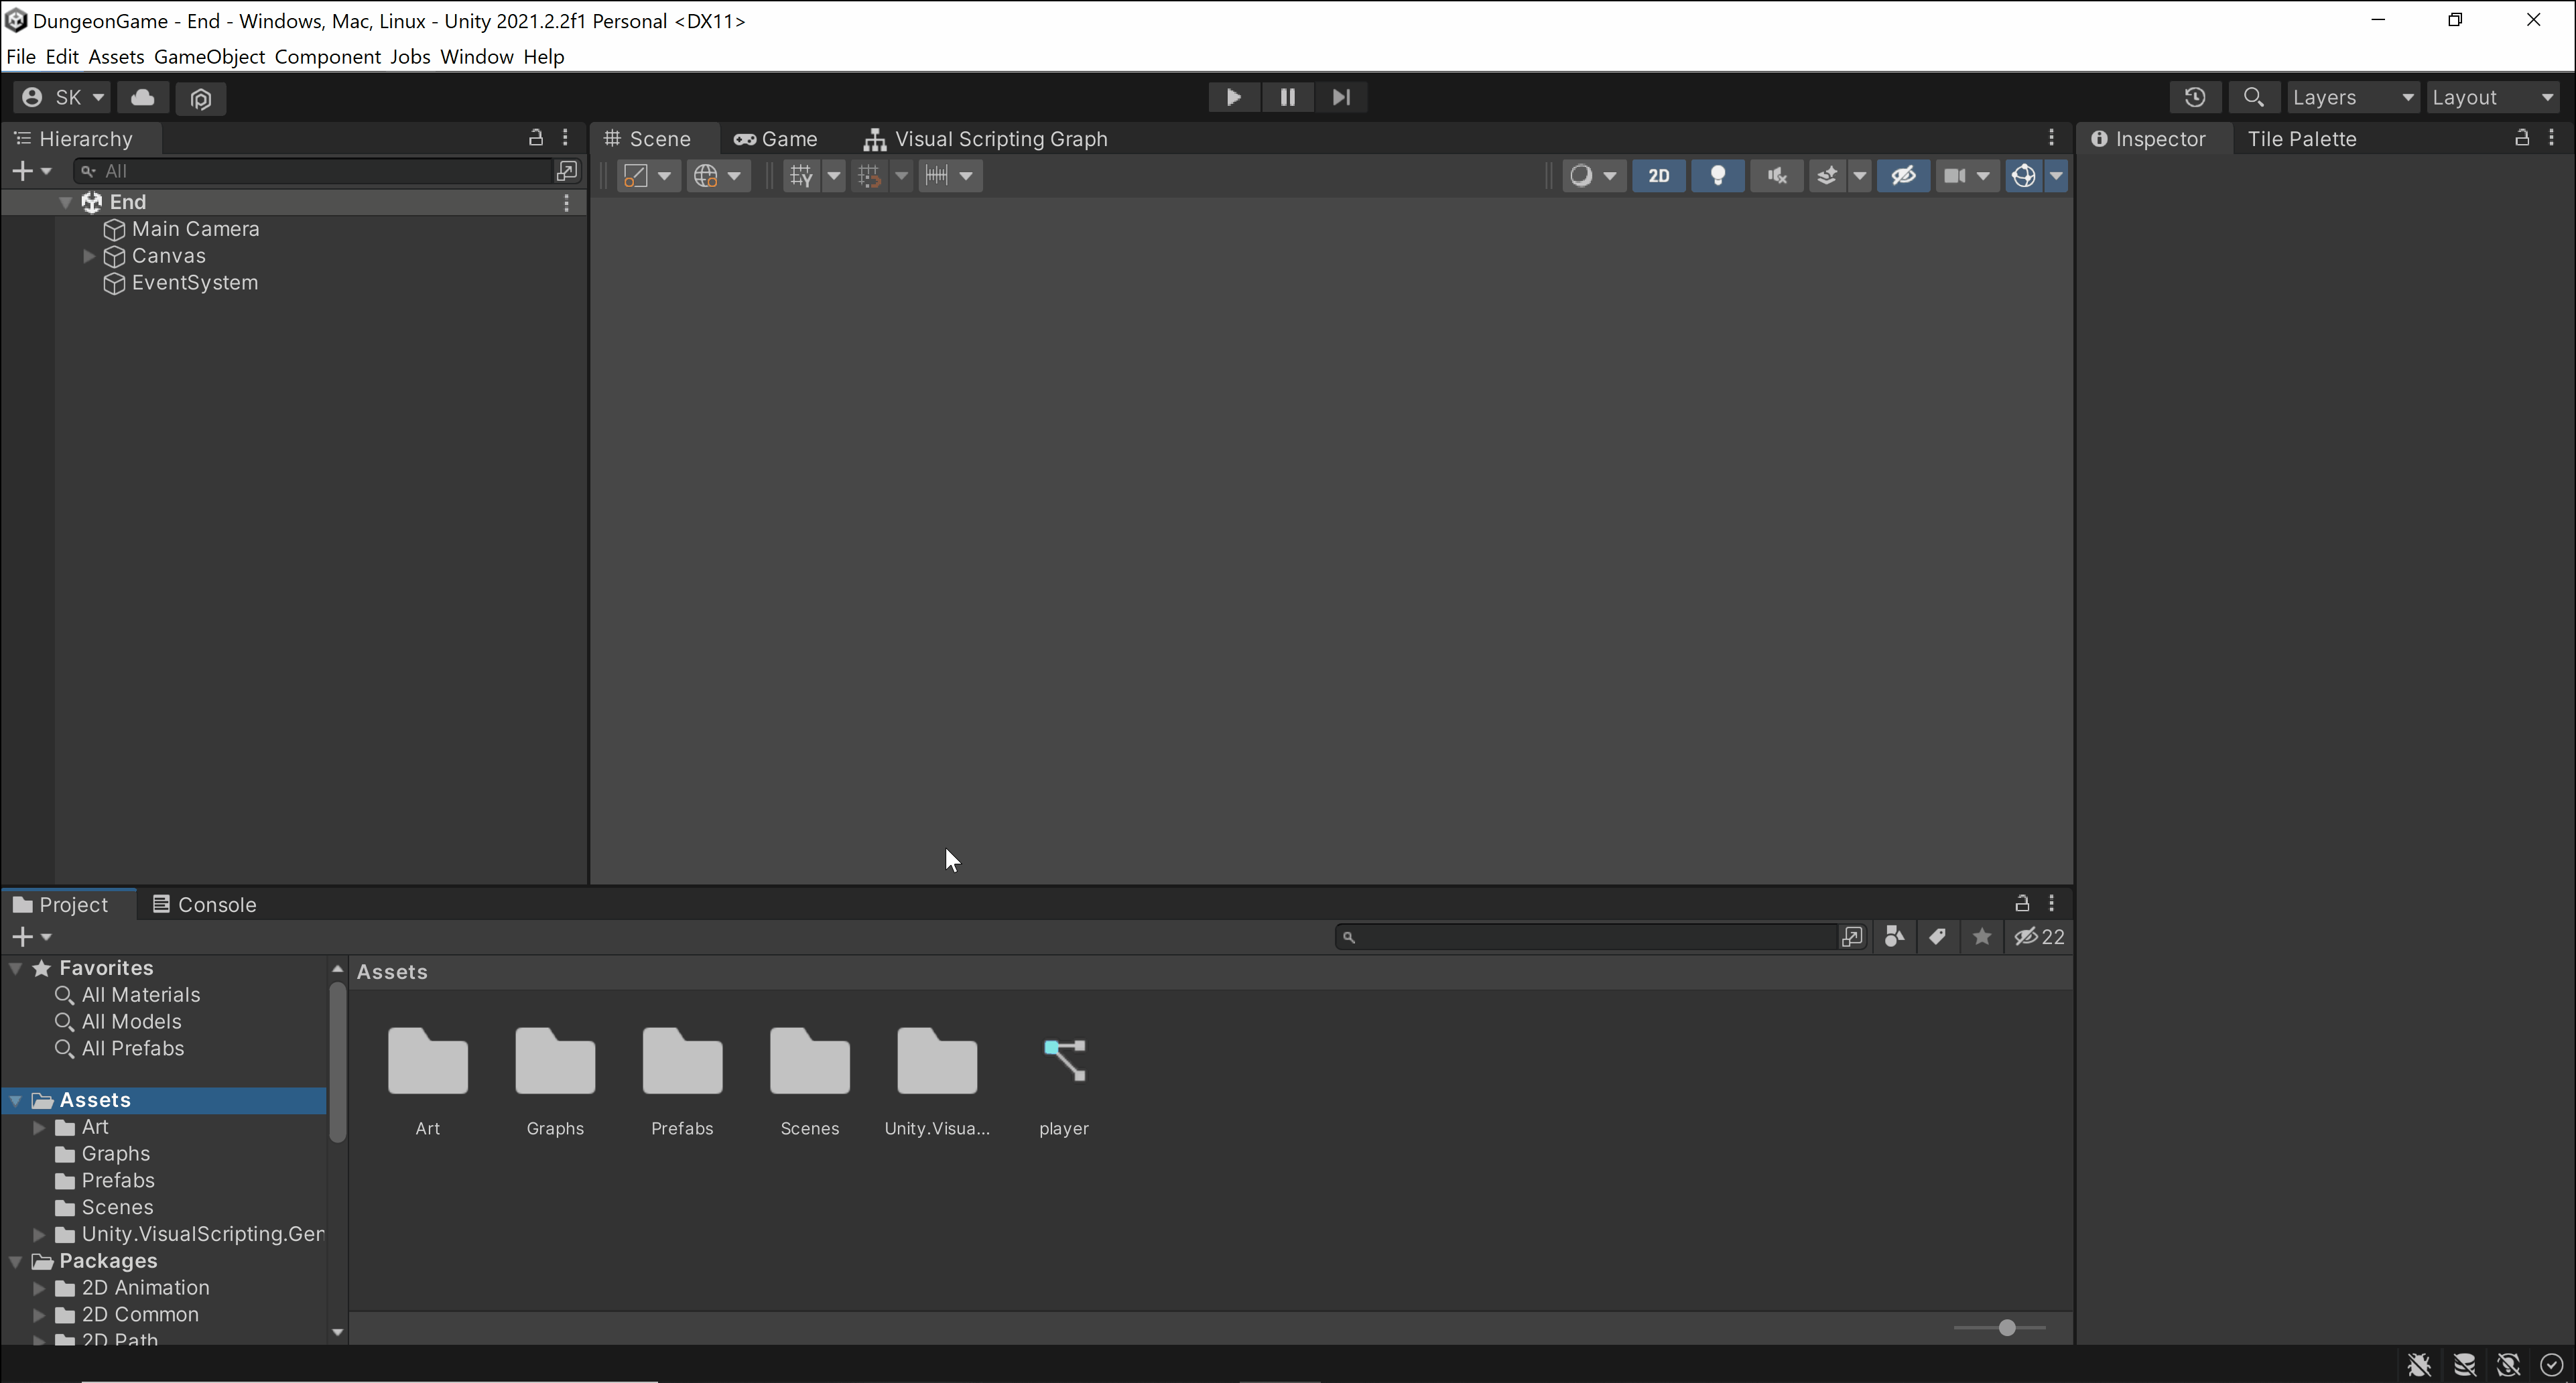 DungeonGame - End - Windows, Mac, Linux - Unity 2021.2.2f1 Personal <DX11>
File Edit Assets GameObject Component Jobs Window Help
SK
Layers
Layout
Hierarchy
Scene
Game
Visual Scripting Graph
Inspector
Tile Palette
All
2D
End
Main Camera
Canvas
EventSystem
Project
Console
22
Favorites
All Materials
All Models
All Prefabs
Assets
Art
Graphs
Prefabs
Scenes
Unity.VisualScripting.Gen
Packages
2D Animation
2D Common
2D Path
Assets
Art
Graphs
Prefabs
Scenes
Unity.Visua...
player